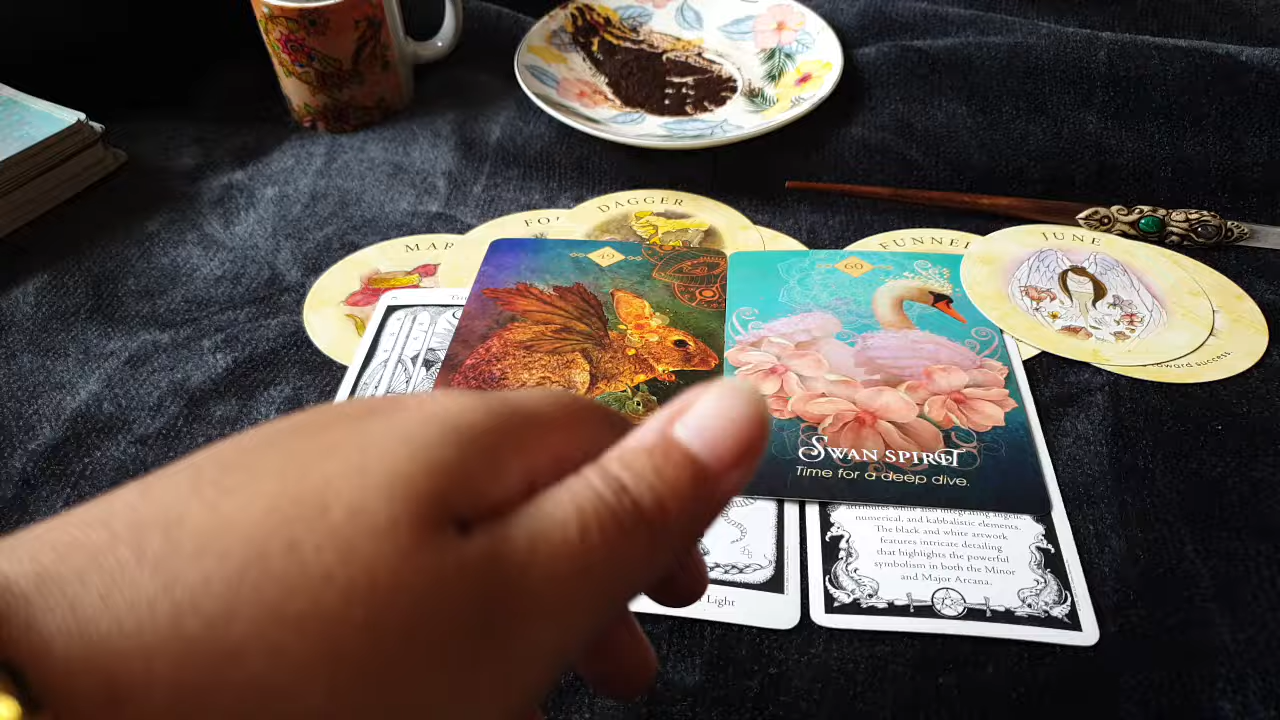 DAGGER
FUNNEL
JUNE
49
60
toward success.
SWAN SPIRIT
Time for a deep dive.
attributes while also integrating angelic,
numerical, and kabbalistic elements.
The black and white artwork
features intricate detailing
that highlights the powerful
symbolism in both the Minor
and Major Arcana.
Light